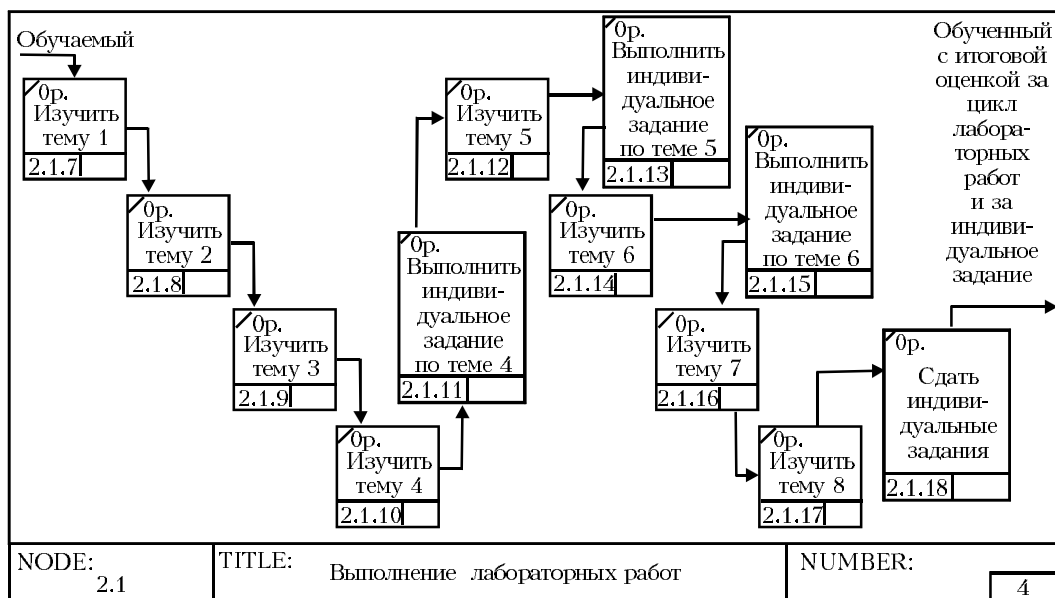 Обучаемый
0р.
Изучить
тему 1
2.1.7
0р.
Изучить
тему 2
2.1.8
0р.
Изучить
тему 3
2.1.9
0р.
Изучить
тему 4
2.1.10
0р.
Выполнить
индиви-
дуальное
задание
по теме 4
2.1.11
0р.
Изучить
тему 5
2.1.12
0р.
Выполнить
индиви-
дуальное
задание
по теме 5
2.1.13
0р.
Изучить
тему 6
2.1.14
0р.
Выполнить
индиви-
дуальное
задание
по теме 6
2.1.15
0р.
Изучить
тему 7
2.1.16
0р.
Изучить
тему 8
2.1.17
0р.
Сдать
индиви-
дуальные
задания
2.1.18
Обученный
с итоговой
оценкой за
цикл
лабора-
торных
работ
и за
индиви-
дуальное
задание
NODE:
2.1
TITLE:
Выполнение лабораторных работ
NUMBER:
4